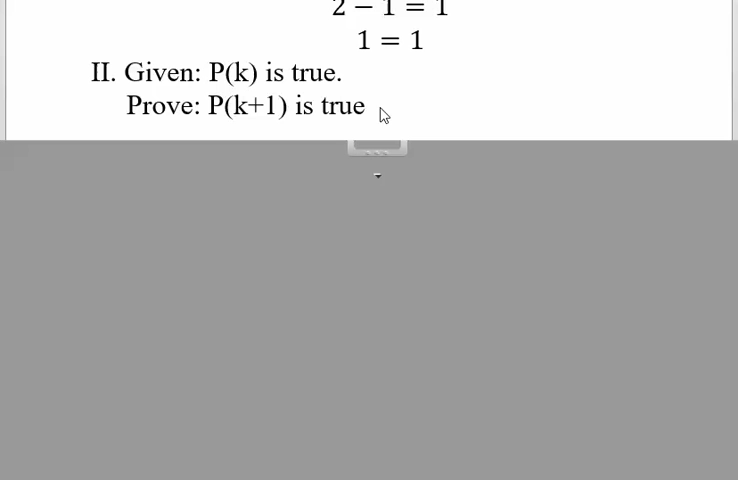 2 − 1 = 1
1 = 1
II. Given: P(k) is true.
Prove: P(k+1) is true